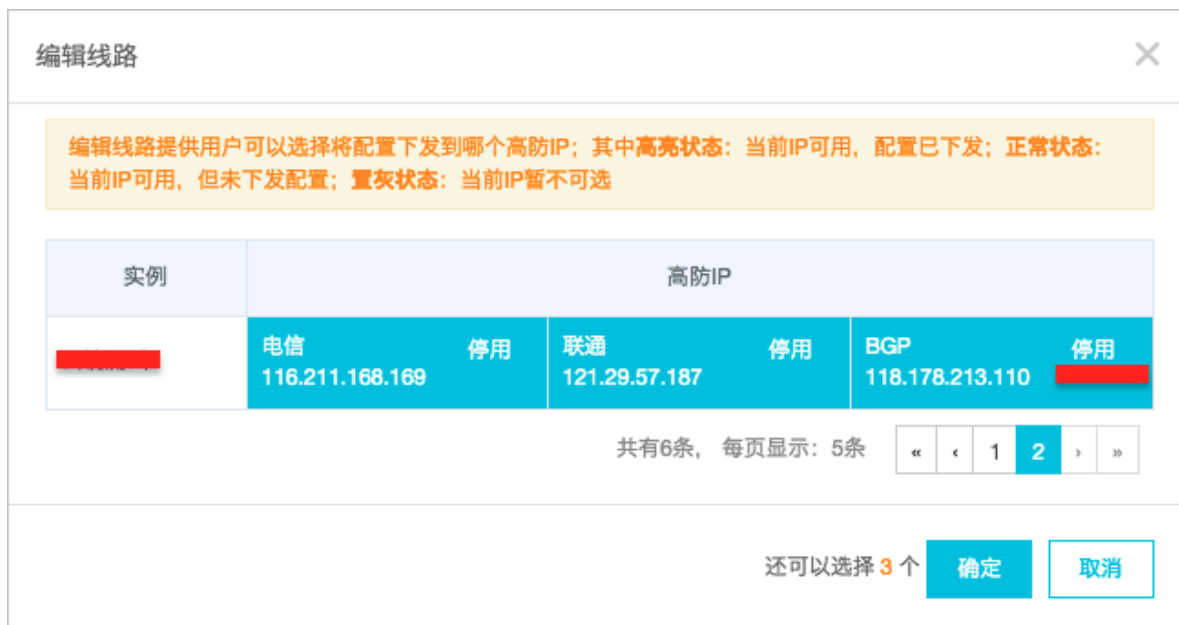 编辑线路
编辑线路提供用户可以选择将配置下发到哪个高防IP；其中高亮状态：当前IP可用，配置已下发；正常状态：
当前IP可用，但未下发配置；置灰状态：当前IP暂不可选
实例 高防IP
电信 停用 联通 停用 BGP 停用
116.211.168.169 121.29.57.187 118.178.213.110
共有6条， 每页显示：5条 « ‹ 1 2 › »
还可以选择 3 个 确定 取消